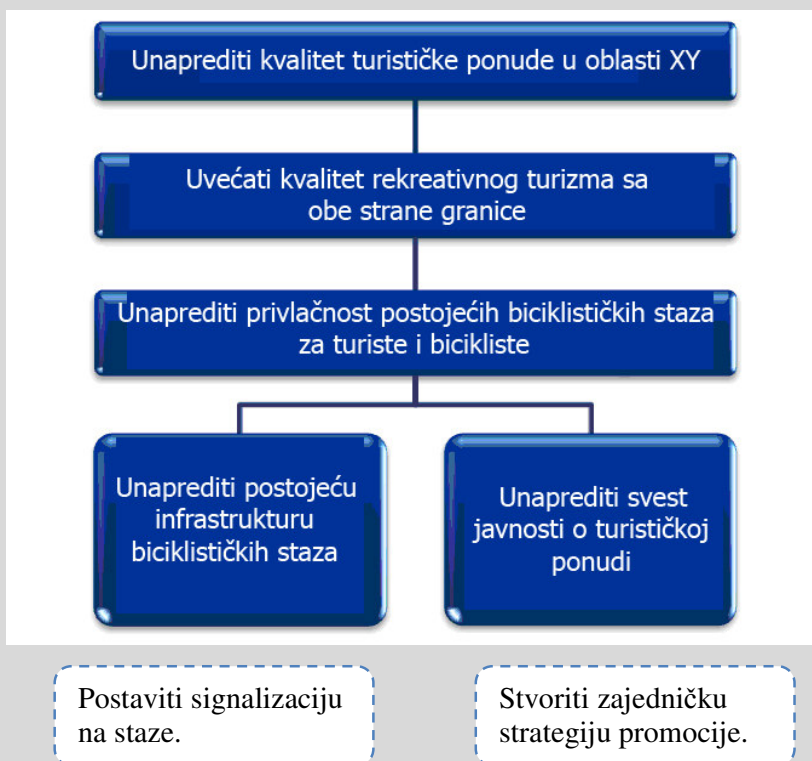 Unaprediti kvalitet turističke ponude u oblasti XY
Uvećati kvalitet rekreativnog turizma sa
obe strane granice
Unaprediti privlačnost postojećih biciklističkih staza
za turiste i bicikliste
Unaprediti postojeću
infrastrukturu
biciklističkih staza
Unaprediti svest
javnosti o turističkoj
ponudi
Postaviti signalizaciju
na staze.
Stvoriti zajedničku
strategiju promocije.